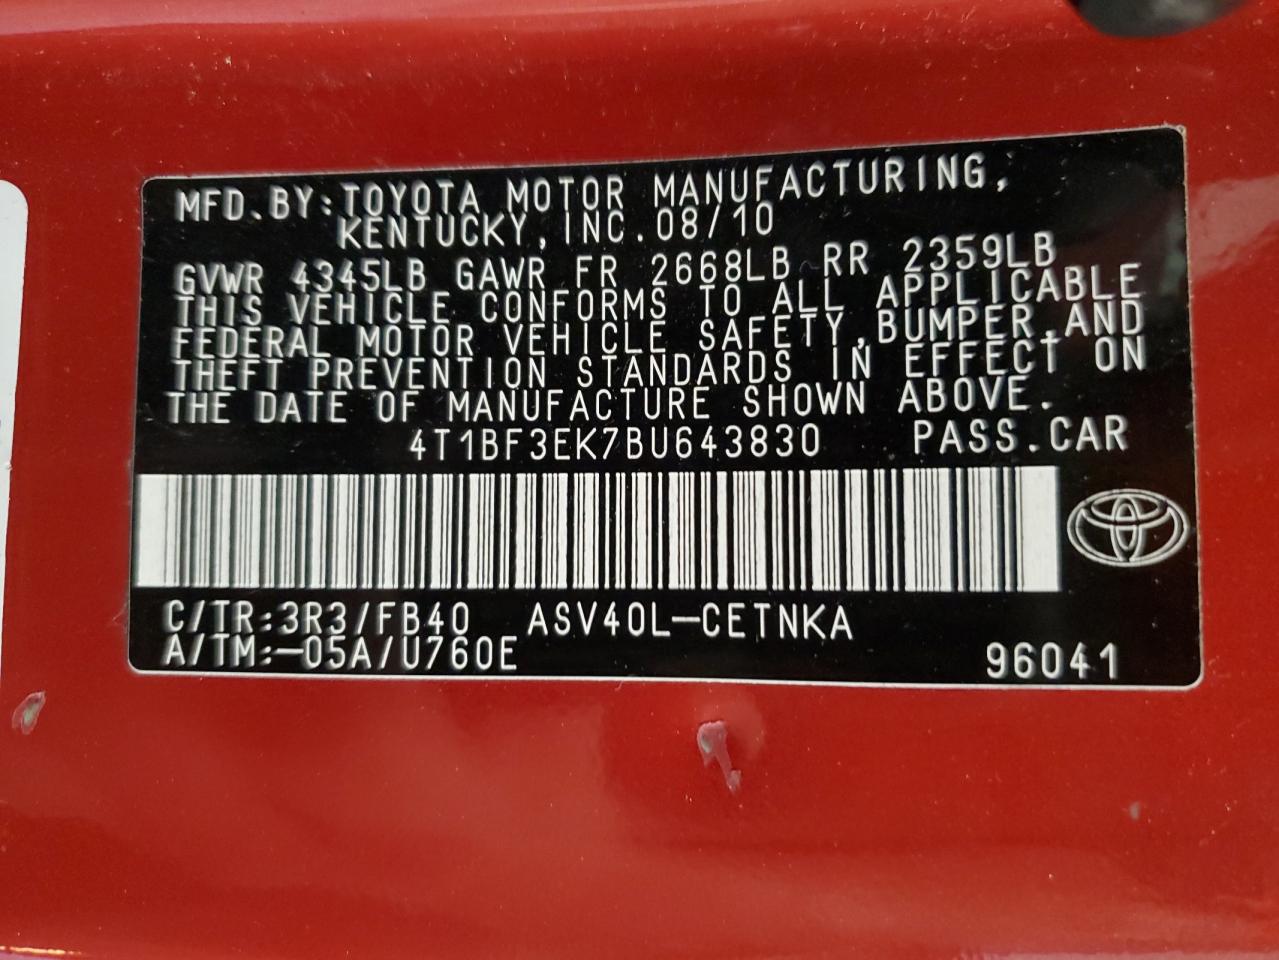 MFD.BY:TOYOTA MOTOR MANUFACTURING,
KENTUCKY,INC.08/10
GVWR 4345LB GAWR FR 2668LB RR 2359LB
THIS VEHICLE CONFORMS TO ALL APPLICABLE
FEDERAL MOTOR VEHICLE SAFETY,BUMPER,AND
THEFT PREVENTION STANDARDS IN EFFECT ON
THE DATE OF MANUFACTURE SHOWN ABOVE.
4T1BF3EK7BU643830 PASS.CAR
C/TR:3R3/FB40 ASV40L-CETNKA
A/TM:-05A/U760E 96041